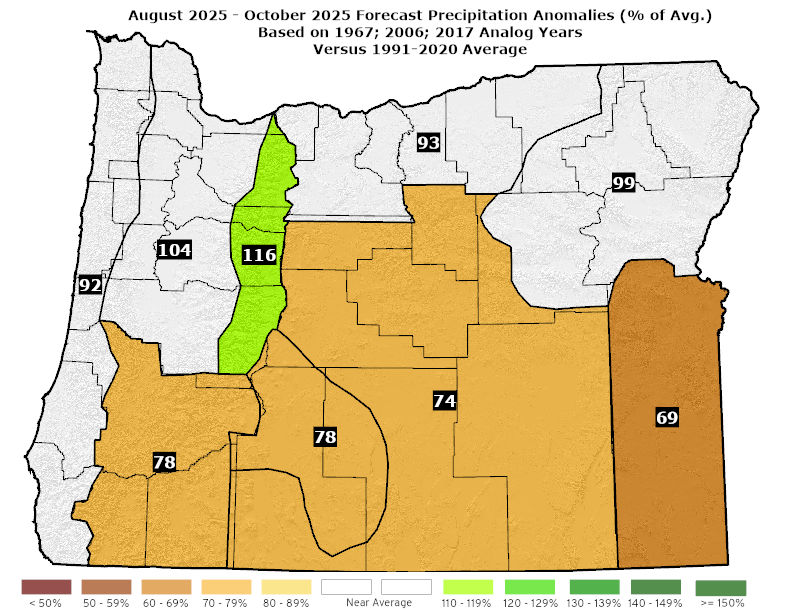 August 2025 - October 2025 Forecast Precipitation Anomalies (% of Avg.)
Based on 1967; 2006; 2017 Analog Years
Versus 1991-2020 Average
93
99
104
116
92
74
78
69
78
< 50% 50 - 59% 60 - 69% 70 - 79% 80 - 89% Near Average 110 - 119% 120 - 129% 130 - 139% 140 - 149% >= 150%